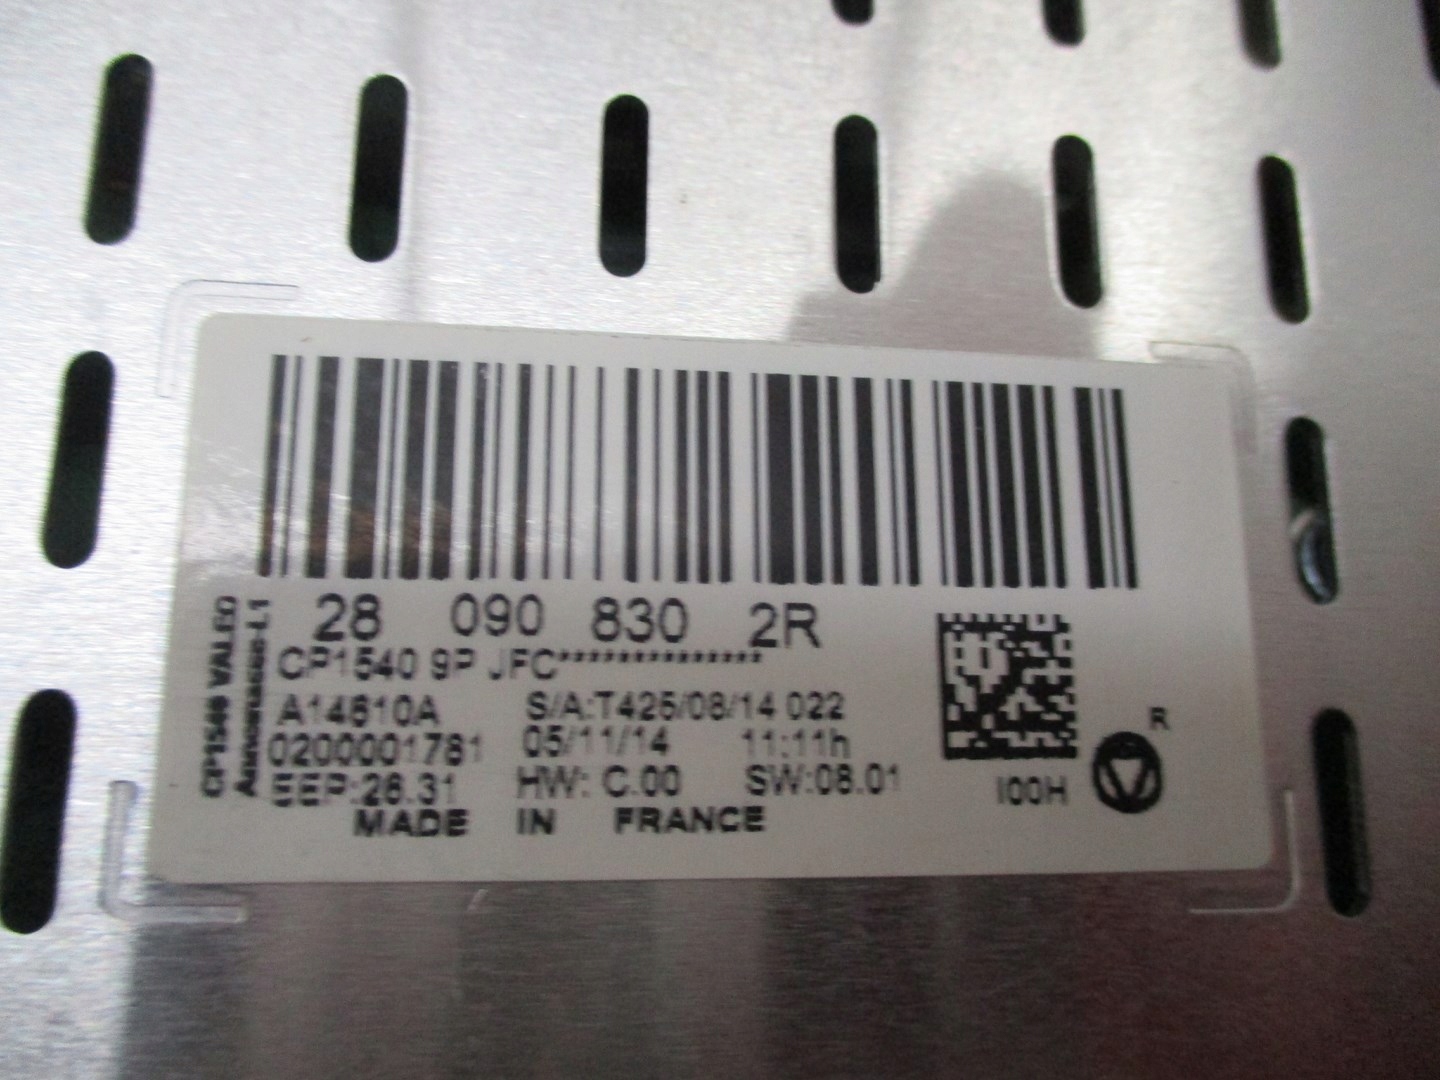 28 090 830 2R
CP1540 9P JFC**************
A14610A S/A:T425/08/14 022
0200001781 05/11/14 11:11h
EEP:26.31 HW: C.00 SW:08.01
MADE IN FRANCE
I00H
R
VALEO